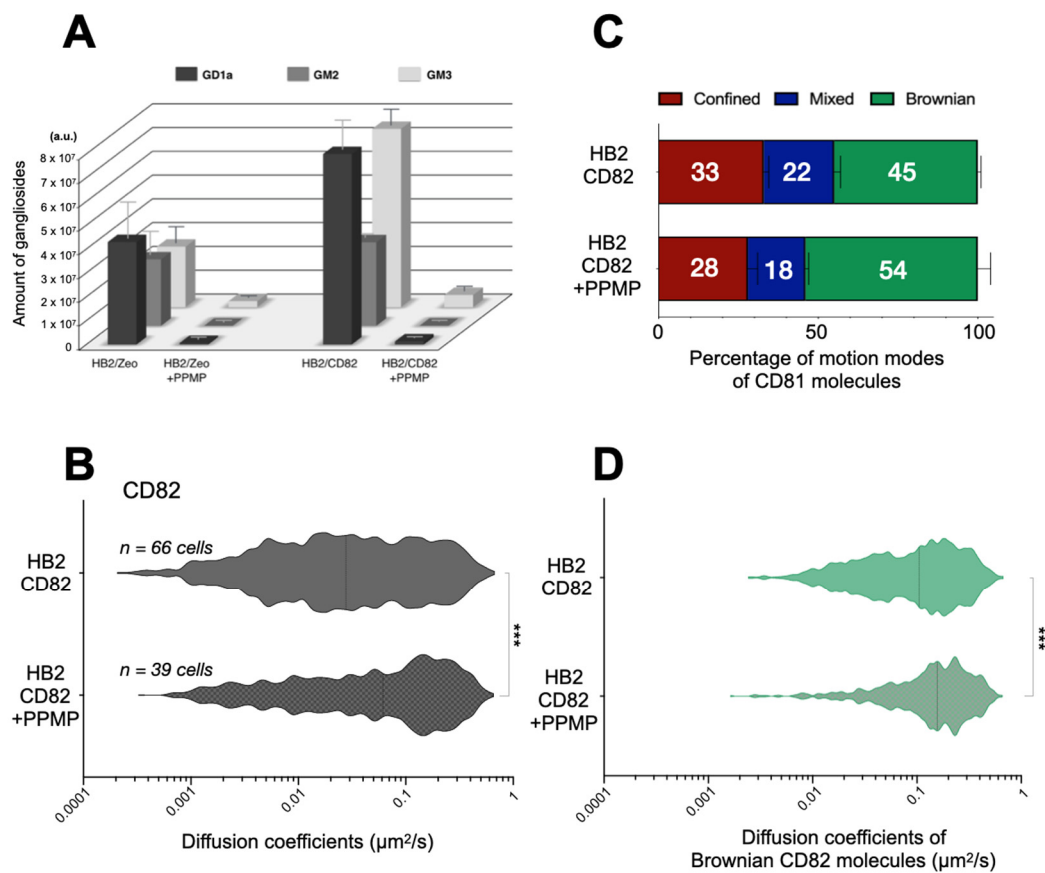 A
GD1a GM2 GM3
(a.u.)
8 x 10⁷
7 x 10⁷
6 x 10⁷
5 x 10⁷
4 x 10⁷
3 x 10⁷
2 x 10⁷
1 x 10⁷
0
Amount of gangliosides
HB2/Zeo HB2/Zeo HB2/CD82 HB2/CD82
+PPMP +PPMP
C
Confined Mixed Brownian
HB2
CD82
33 22 45
HB2
CD82
+PPMP
28 18 54
0 50 100
Percentage of motion modes
of CD81 molecules
B
CD82
HB2
CD82
n = 66 cells
***
HB2
CD82
+PPMP
n = 39 cells
0.0001 0.001 0.01 0.1 1
Diffusion coefficients (µm²/s)
D
HB2
CD82
***
HB2
CD82
+PPMP
0.0001 0.001 0.01 0.1 1
Diffusion coefficients of
Brownian CD82 molecules (µm²/s)